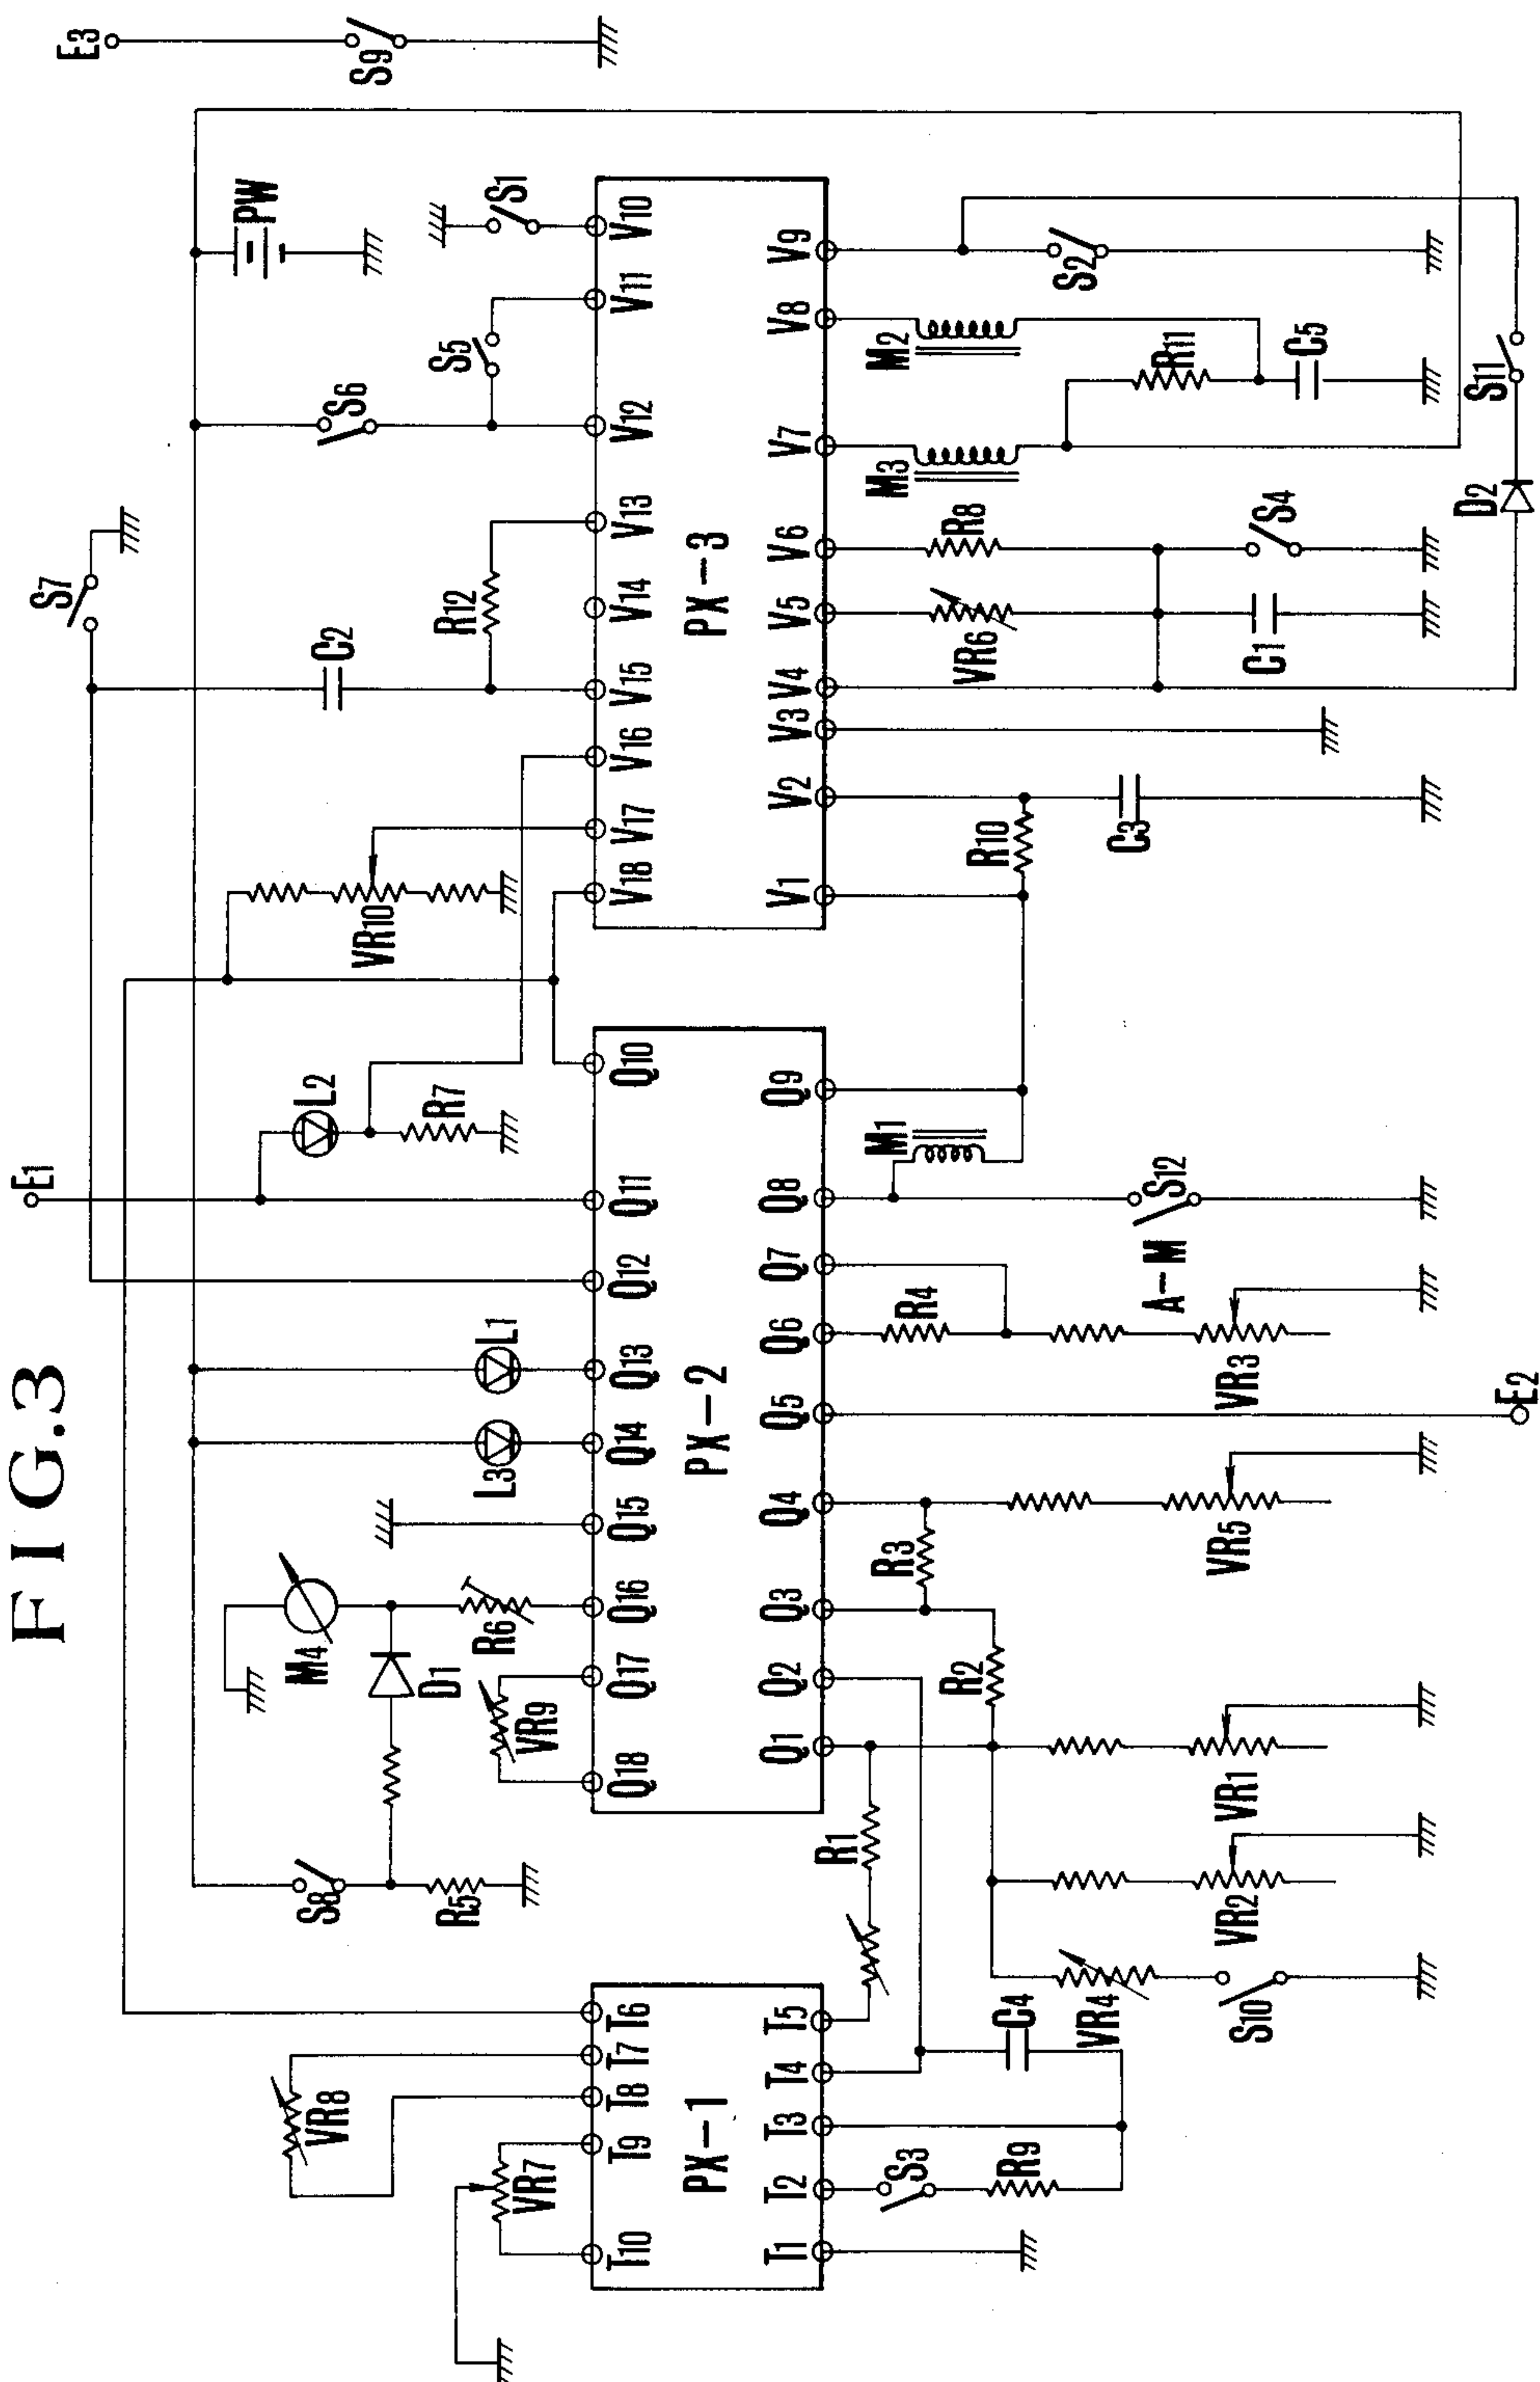 FIG.3
E3
S9
PW
S1
S5
S6
S7
C2
R12
VR10
L2
R7
E1
L1
L3
M4
D1
R6
VR9
S8
R5
VR8
VR7
V18
V17
V16
V15
V14
V13
V12
V11
V10
PX-3
V1
V2
V3
V4
V5
V6
V7
V8
V9
Q18
Q17
Q16
Q15
Q14
Q13
Q12
Q11
Q10
PX-2
Q1
Q2
Q3
Q4
Q5
Q6
Q7
Q8
Q9
T10
T9
T8
T7
T6
PX-1
T1
T2
T3
T4
T5
S3
R9
C4
VR4
S10
R1
VR2
VR1
R2
R3
VR5
E2
R4
VR3
A-M
S12
M1
R10
C3
VR6
C1
R8
S4
M3
M2
R11
C5
S2
S11
D2